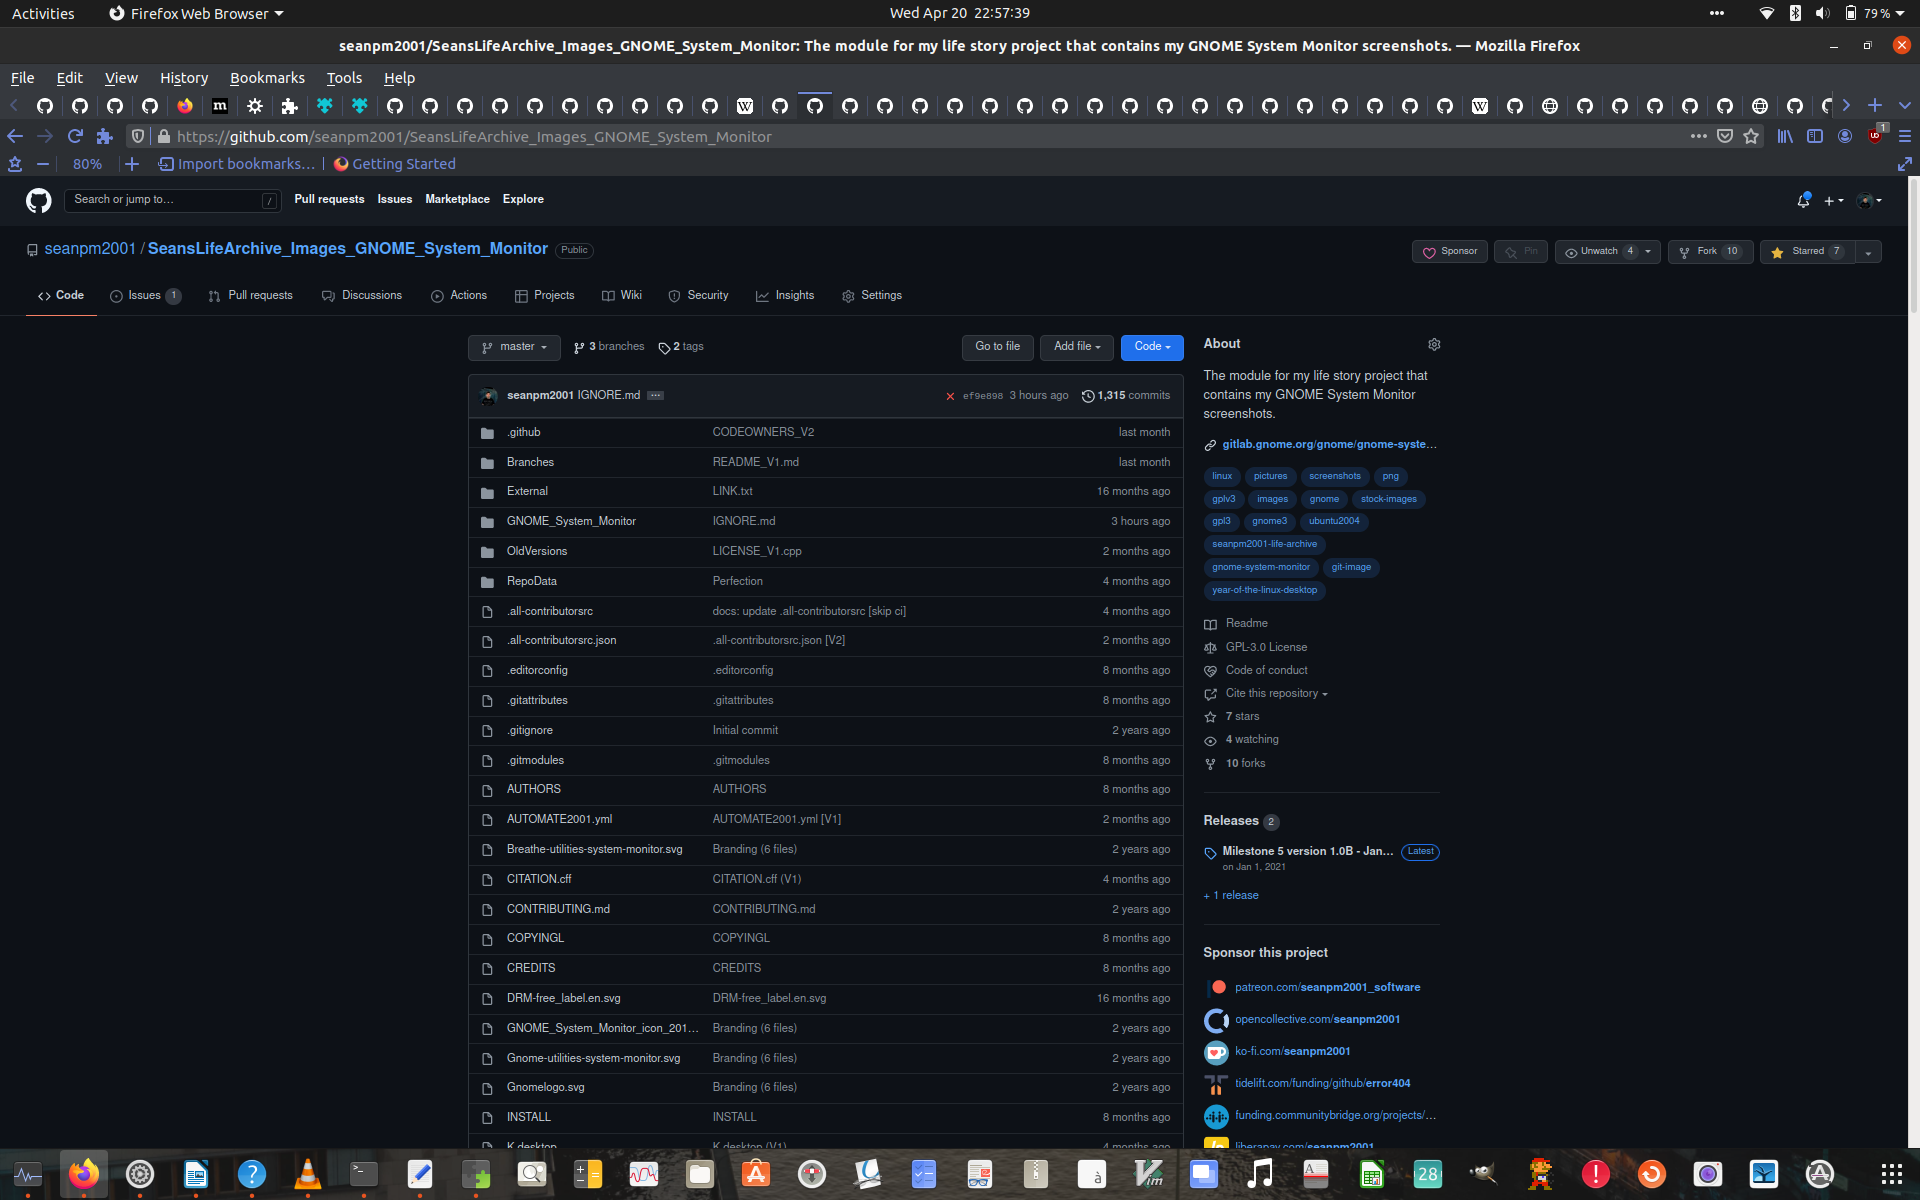 Activities
Firefox Web Browser
Wed Apr 20 22:57:39
79 %
seanpm2001/SeansLifeArchive_Images_GNOME_System_Monitor: The module for my life story project that contains my GNOME System Monitor screenshots. — Mozilla Firefox
File Edit View History Bookmarks Tools Help
https://github.com/seanpm2001/SeansLifeArchive_Images_GNOME_System_Monitor
80% Import bookmarks... Getting Started
Search or jump to... / Pull requests Issues Marketplace Explore
seanpm2001 / SeansLifeArchive_Images_GNOME_System_Monitor Public
Sponsor Pin Unwatch 4 Fork 10 Starred 7
Code Issues 1 Pull requests Discussions Actions Projects Wiki Security Insights Settings
master 3 branches 2 tags Go to file Add file Code
seanpm2001 IGNORE.md ... ef9e898 3 hours ago 1,315 commits
.github CODEOWNERS_V2 last month
Branches README_V1.md last month
External LINK.txt 16 months ago
GNOME_System_Monitor IGNORE.md 3 hours ago
OldVersions LICENSE_V1.cpp 2 months ago
RepoData Perfection 4 months ago
.all-contributorsrc docs: update .all-contributorsrc [skip ci] 4 months ago
.all-contributorsrc.json .all-contributorsrc.json [V2] 2 months ago
.editorconfig .editorconfig 8 months ago
.gitattributes .gitattributes 8 months ago
.gitignore Initial commit 2 years ago
.gitmodules .gitmodules 8 months ago
AUTHORS AUTHORS 8 months ago
AUTOMATE2001.yml AUTOMATE2001.yml [V1] 2 months ago
Breathe-utilities-system-monitor.svg Branding (6 files) 2 years ago
CITATION.cff CITATION.cff (V1) 4 months ago
CONTRIBUTING.md CONTRIBUTING.md 2 years ago
COPYINGL COPYINGL 8 months ago
CREDITS CREDITS 8 months ago
DRM-free_label.en.svg DRM-free_label.en.svg 16 months ago
GNOME_System_Monitor_icon_201... Branding (6 files) 2 years ago
Gnome-utilities-system-monitor.svg Branding (6 files) 2 years ago
Gnomelogo.svg Branding (6 files) 2 years ago
INSTALL INSTALL 8 months ago
K.desktop K.desktop (V1) 4 months ago
About
The module for my life story project that
contains my GNOME System Monitor
screenshots.
gitlab.gnome.org/gnome/gnome-syste...
linux pictures screenshots png
gplv3 images gnome stock-images
gpl3 gnome3 ubuntu2004
seanpm2001-life-archive
gnome-system-monitor git-image
year-of-the-linux-desktop
Readme
GPL-3.0 License
Code of conduct
Cite this repository
7 stars
4 watching
10 forks
Releases 2
Milestone 5 version 1.0B - Jan... Latest
on Jan 1, 2021
+ 1 release
Sponsor this project
patreon.com/seanpm2001_software
opencollective.com/seanpm2001
ko-fi.com/seanpm2001
tidelift.com/funding/github/error404
funding.communitybridge.org/projects/...
liberapay.com/seanpm2001
28